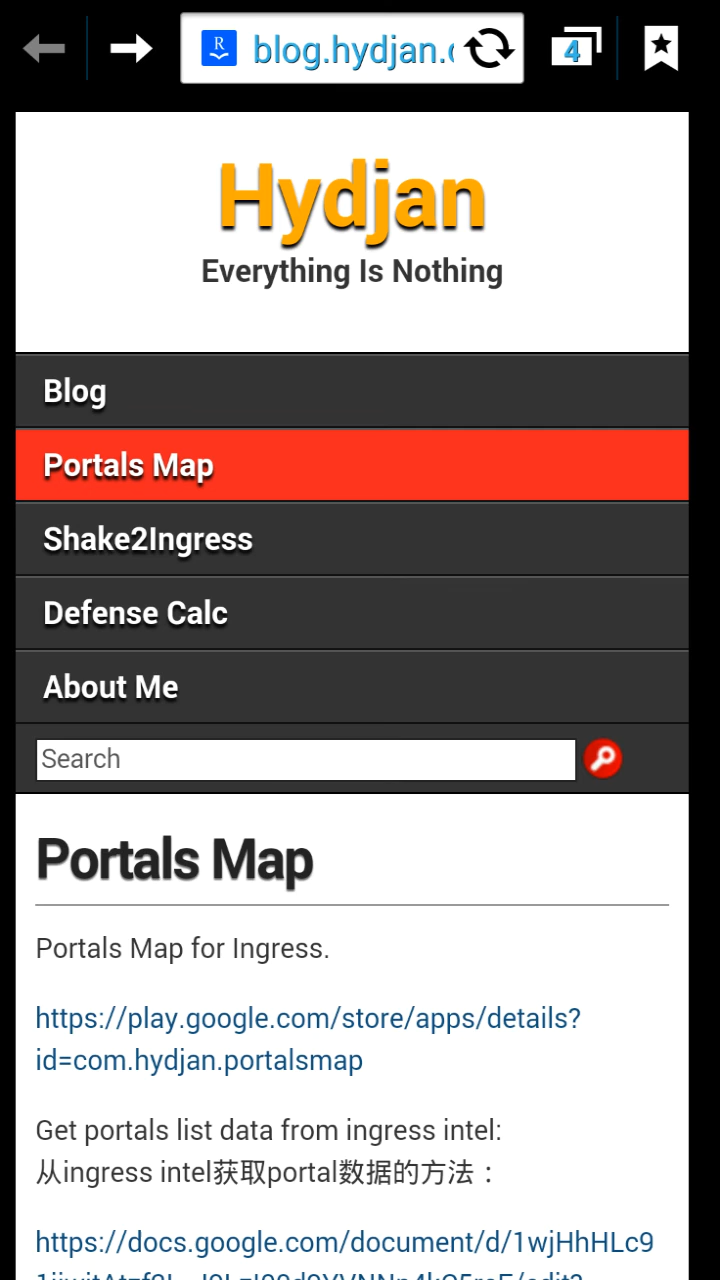 R
blog.hydjan.
4
Hydjan
Everything Is Nothing
Blog
Portals Map
Shake2Ingress
Defense Calc
About Me
Search
Portals Map
Portals Map for Ingress.
https://play.google.com/store/apps/details?
id=com.hydjan.portalsmap
Get portals list data from ingress intel:
从ingress intel获取portal数据的方法：
https://docs.google.com/document/d/1wjHhHLc9